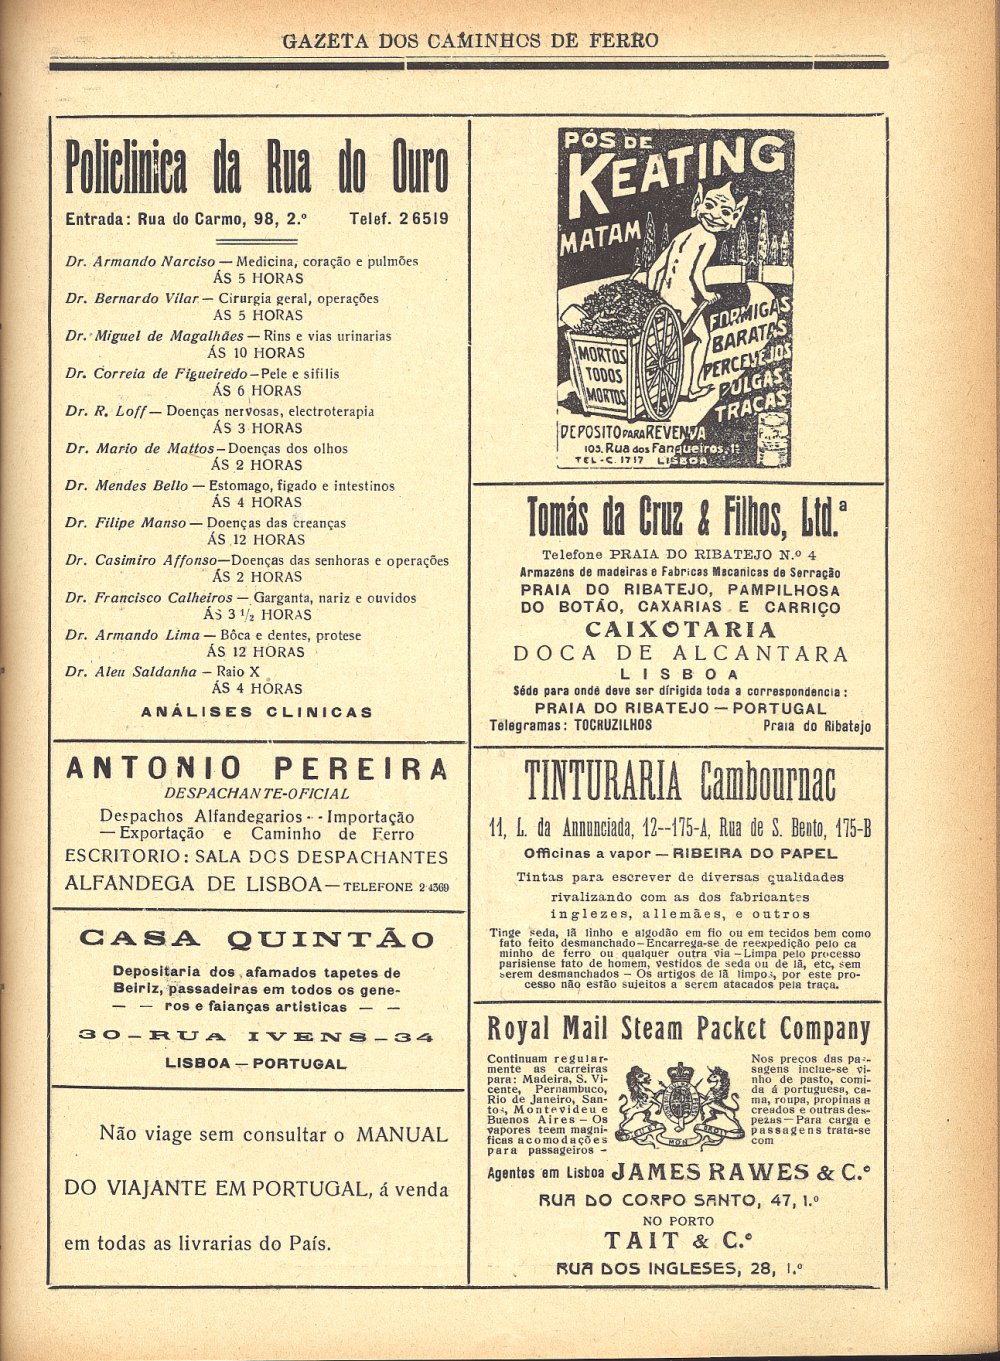 GAZETA DOS CAMINHOS DE FERRO
Policlinica da Rua do Ouro
Entrada: Rua do Carmo, 98, 2.º Telef. 26519
Dr. Armando Narciso — Medicina, coração e pulmões
ÁS 5 HORAS
Dr. Bernardo Vilar — Cirurgia geral, operações
ÁS 5 HORAS
Dr. Miguel de Magalhães — Rins e vias urinarias
ÁS 10 HORAS
Dr. Correia de Figueiredo — Pele e sifilis
ÁS 6 HORAS
Dr. R. Loff — Doenças nervosas, electroterapia
ÁS 3 HORAS
Dr. Mario de Mattos — Doenças dos olhos
ÁS 2 HORAS
Dr. Mendes Bello — Estomago, figado e intestinos
ÁS 4 HORAS
Dr. Filipe Manso — Doenças das creanças
ÁS 12 HORAS
Dr. Casimiro Affonso — Doenças das senhoras e operações
ÁS 2 HORAS
Dr. Francisco Calheiros — Garganta, nariz e ouvidos
ÁS 3 1/2 HORAS
Dr. Armando Lima — Bôca e dentes, protese
ÁS 12 HORAS
Dr. Aleu Saldanha — Raio X
ÁS 4 HORAS
ANÁLISES CLINICAS
ANTONIO PEREIRA
DESPACHANTE-OFICIAL
Despachos Alfandegarios - - Importação
— Exportação e Caminho de Ferro
ESCRITORIO: SALA DOS DESPACHANTES
ALFANDEGA DE LISBOA — TELEFONE 24369
CASA QUINTÃO
Depositaria dos afamados tapetes de
Beiriz, passadeiras em todos os gene-
— — ros e faianças artisticas — —
30-RUA IVENS-34
LISBOA — PORTUGAL
Não viage sem consultar o MANUAL
DO VIAJANTE EM PORTUGAL, á venda
em todas as livrarias do País.
PÓS DE
KEATING
MATAM
FORMIGAS
BARATAS
PERCEVEJOS
PULGAS
TRAÇAS
MORTOS
TODOS
MORTOS
DEPOSITO PARA REVENDA
103, Rua dos Fanqueiros, 1º
TEL-C. 1717 LISBOA
Tomás da Cruz & Filhos, Ltd.ª
Telefone PRAIA DO RIBATEJO N.º 4
Armazéns de madeiras e Fabricas Mecanicas de Serração
PRAIA DO RIBATEJO, PAMPILHOSA
DO BOTÃO, CAXARIAS E CARRIÇO
CAIXOTARIA
DOCA DE ALCANTARA
LISBOA
Séde para onde deve ser dirigida toda a correspondencia:
PRAIA DO RIBATEJO — PORTUGAL
Telegramas: TOCRUZILHOS Praia do Ribatejo
TINTURARIA Cambournac
11, L. da Annunciada, 12--175-A, Rua de S. Bento, 175-B
Officinas a vapor — RIBEIRA DO PAPEL
Tintas para escrever de diversas qualidades
rivalizando com as dos fabricantes
inglezes, allemães, e outros
Tinge seda, lã linho e algodão em fio ou em tecidos bem como
fato feito desmanchado — Encarrega-se de reexpedição pelo ca
minho de ferro ou qualquer outra via — Limpa pelo processo
parisiense fato de homem, vestidos de seda ou de lã, etc, sem
serem desmanchados — Os artigos de lã limpos, por este pro-
cesso não estão sujeitos a serem atacados pela traça.
Royal Mail Steam Packet Company
Continuam regular-
mente as carreiras
para: Madeira, S. Vi-
cente, Pernambuco,
Rio de Janeiro, San-
tos, Montevideu e
Buenos Aires — Os
vapores teem magni-
ficas acomodações
para passageiros -
Nos preços das pas-
sagens inclue-se vi-
nho de pasto, comi-
da á portuguesa, ca-
ma, roupa, propinas a
creados e outras des-
pezas — Para carga e
passagens trata-se
com
DIEU ET MON DROIT
Agentes em Lisboa JAMES RAWES & C.º
RUA DO CORPO SANTO, 47, 1.º
NO PORTO
TAIT & C.º
RUA DOS INGLESES, 28, 1.º